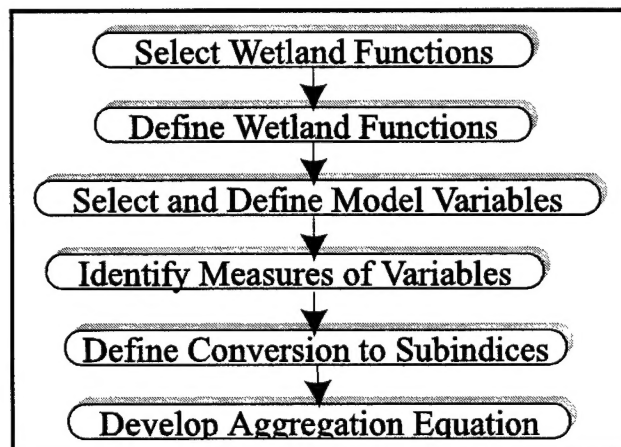 Select Wetland Functions
Define Wetland Functions
Select and Define Model Variables
Identify Measures of Variables
Define Conversion to Subindices
Develop Aggregation Equation